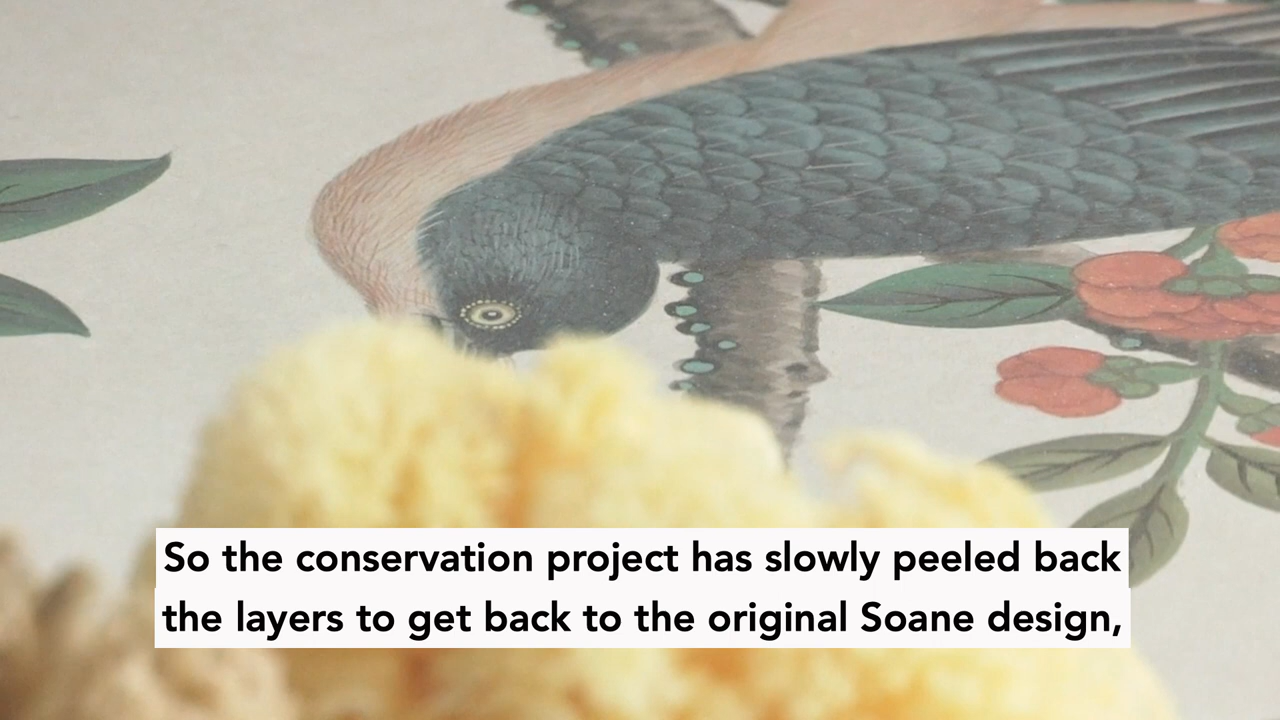 So the conservation project has slowly peeled back
the layers to get back to the original Soane design,